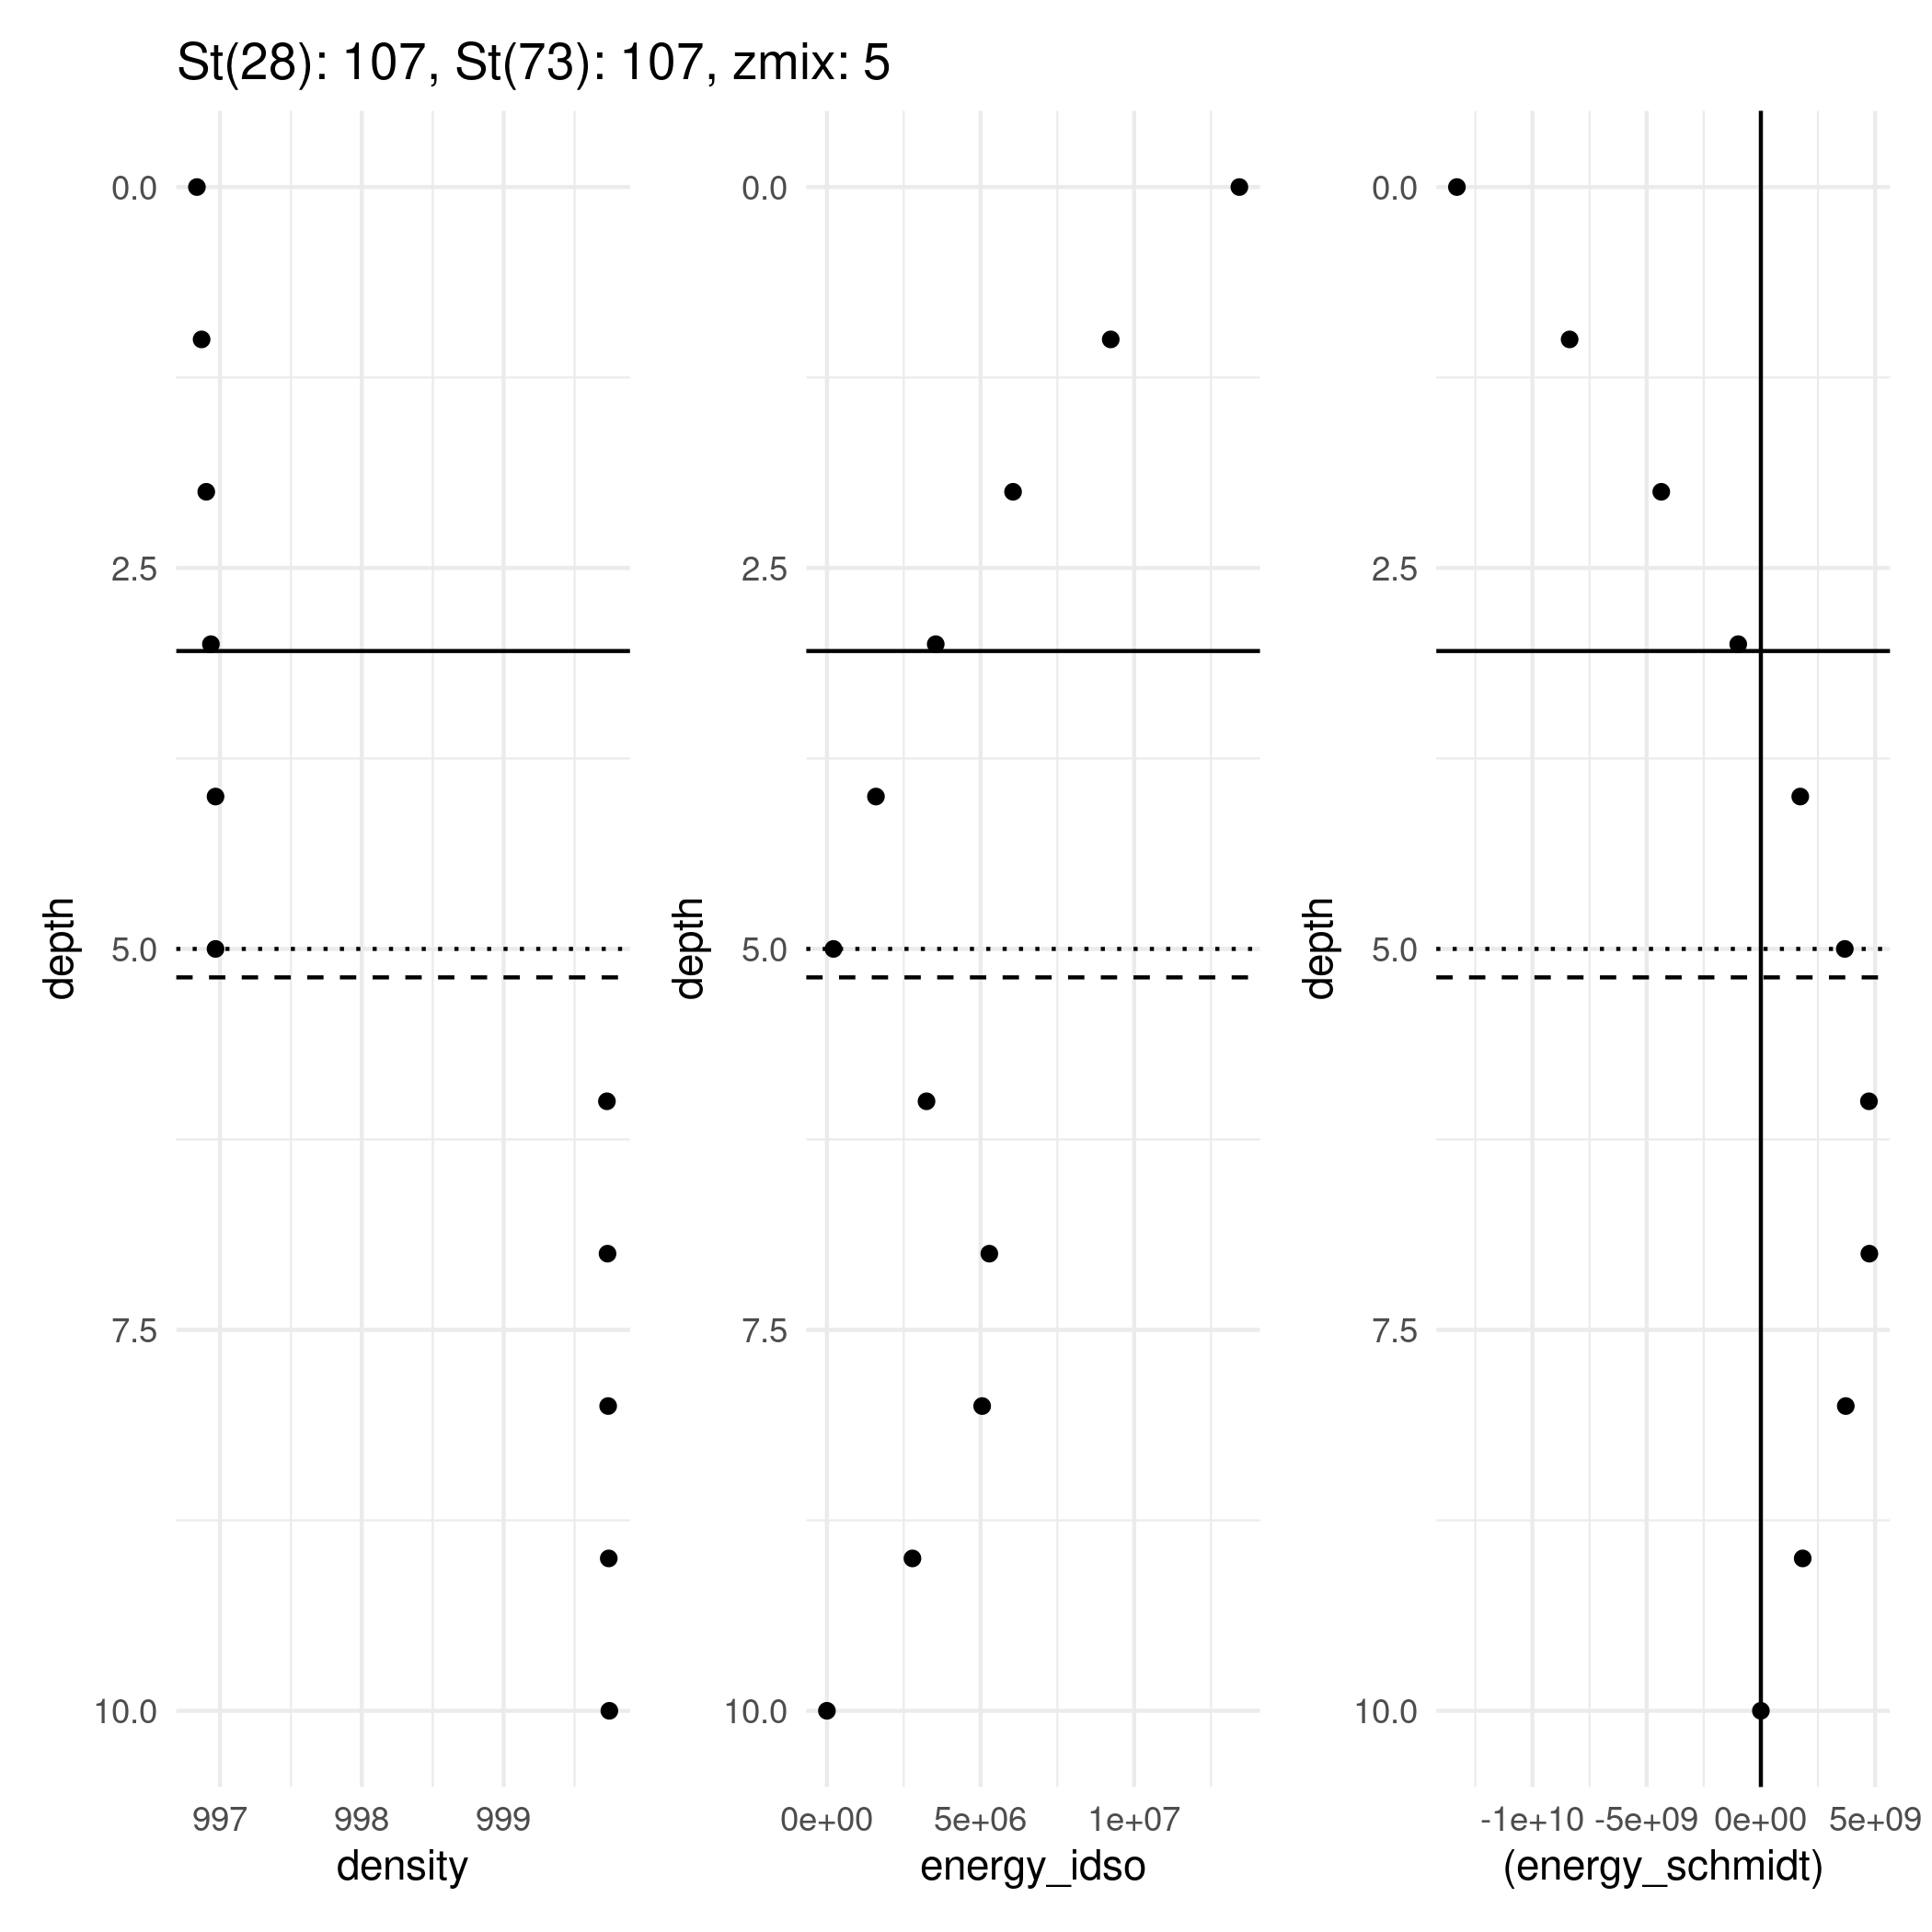 St(28): 107, St(73): 107, zmix: 5
depth
0.0
2.5
5.0
7.5
10.0
997 998 999
density
depth
0.0
2.5
5.0
7.5
10.0
0e+00 5e+06 1e+07
energy_idso
depth
0.0
2.5
5.0
7.5
10.0
-1e+10 -5e+09 0e+00 5e+09
(energy_schmidt)